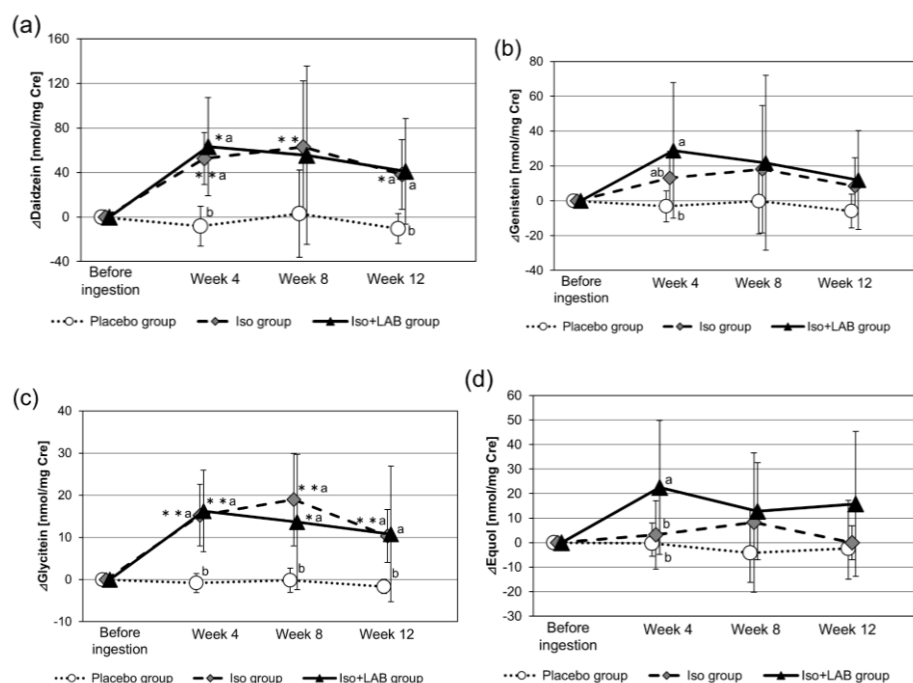 (a)
⊿Daidzein [nmol/mg Cre]
160
120
80
40
0
-40
*a
**a
**
*a
a
b
b
Before ingestion
Week 4
Week 8
Week 12
Placebo group
Iso group
Iso+LAB group
(b)
⊿Genistein [nmol/mg Cre]
80
60
40
20
0
-20
-40
a
ab
b
Before ingestion
Week 4
Week 8
Week 12
Placebo group
Iso group
Iso+LAB group
(c)
⊿Glycitein [nmol/mg Cre]
40
30
20
10
0
-10
**a
**a
**a
*a
**a
a
b
b
b
Before ingestion
Week 4
Week 8
Week 12
Placebo group
Iso group
Iso+LAB group
(d)
⊿Equol [nmol/mg Cre]
60
50
40
30
20
10
0
-10
-20
-30
a
b
b
Before ingestion
Week 4
Week 8
Week 12
Placebo group
Iso group
Iso+LAB group